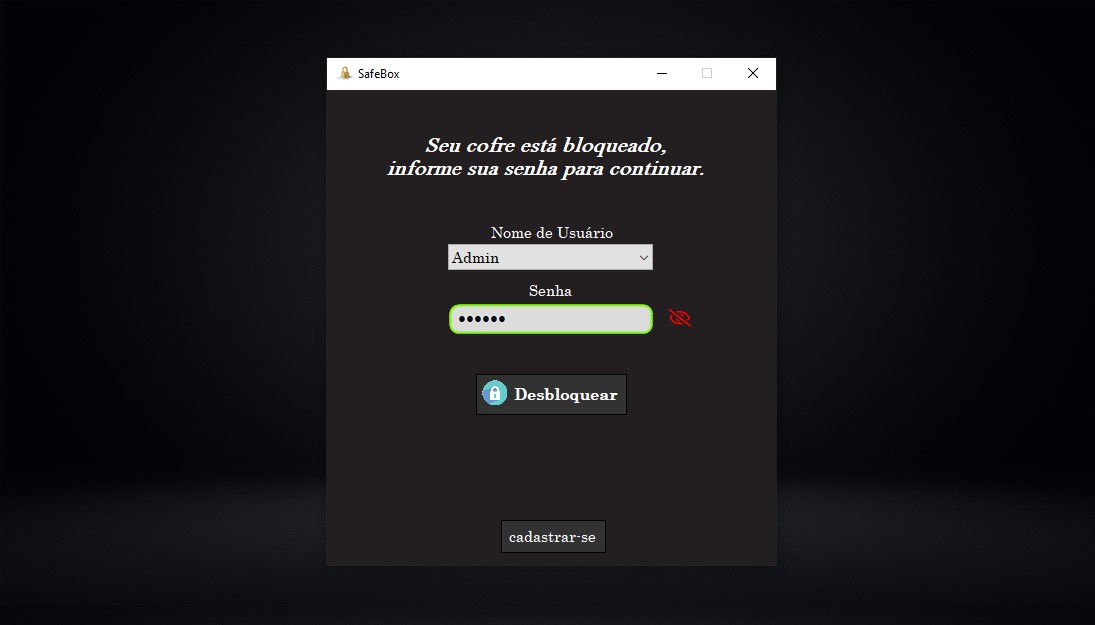 SafeBox
Seu cofre está bloqueado,
informe sua senha para continuar.
Nome de Usuário
Admin
Senha
••••••
Desbloquear
cadastrar-se